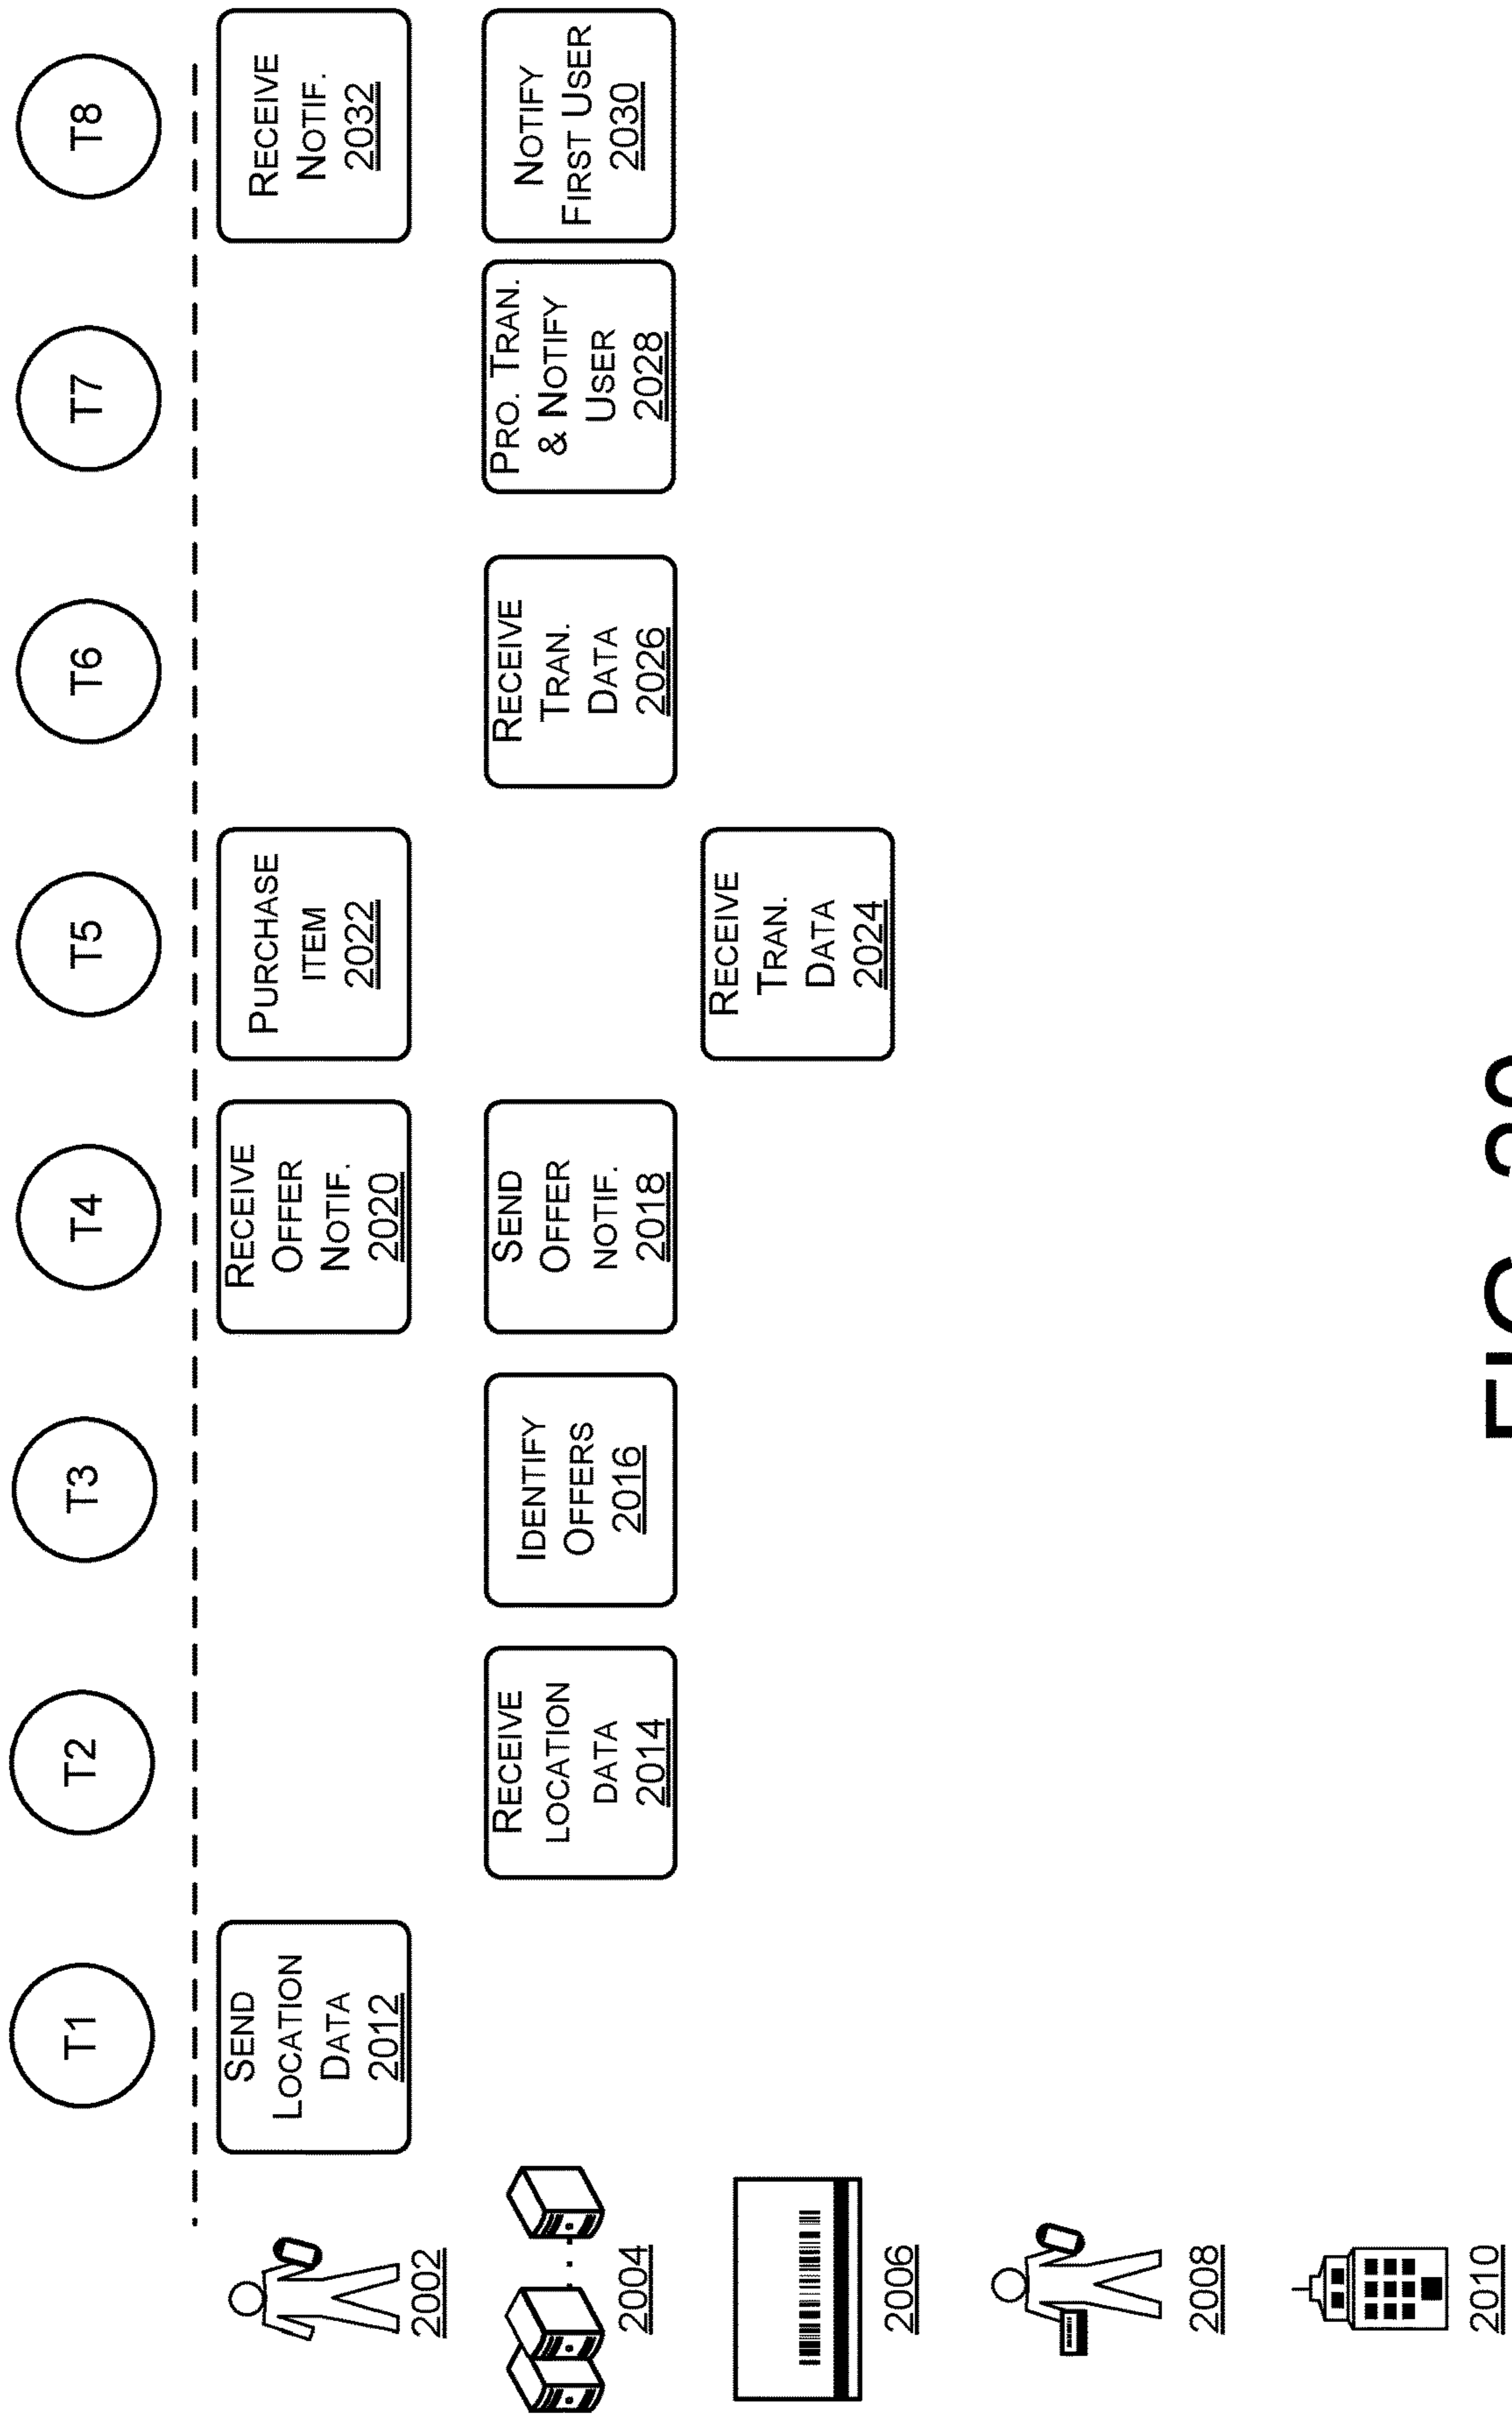 T1
T2
T3
T4
T5
T6
T7
T8
2002
SEND
LOCATION
DATA
2012
RECEIVE
OFFER
NOTIF.
2020
PURCHASE
ITEM
2022
RECEIVE
NOTIF.
2032
2004
RECEIVE
LOCATION
DATA
2014
IDENTIFY
OFFERS
2016
SEND
OFFER
NOTIF.
2018
RECEIVE
TRAN.
DATA
2026
PRO. TRAN.
& NOTIFY
USER
2028
NOTIFY
FIRST USER
2030
2006
RECEIVE
TRAN.
DATA
2024
2008
2010